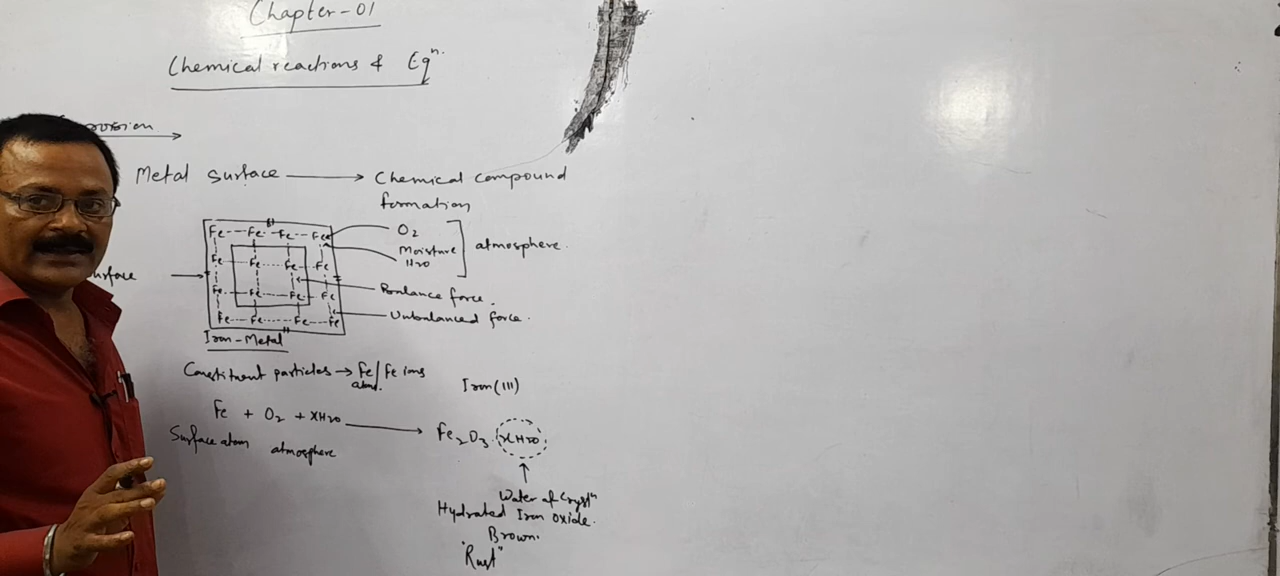 Chapter-01
Chemical reactions & Eqn.
Metal surface → Chemical compound
formation
Fe---Fe---Fe---Fe
O2
Moisture
H2O
atmosphere.
Fe---Fe---Fe---Fe
Balance force.
Fe---Fe---Fe---Fe
Unbalanced force.
Fe---Fe---Fe---Fe
Iron-Metal
Constituent particles → Fe/Fe ions
atom
Iron(III)
Fe + O2 + XH2O → Fe2O3.XH2O
Surface atom atmosphere
Water of Crystn
Hydrated Iron oxide.
Brown.
"Rust"